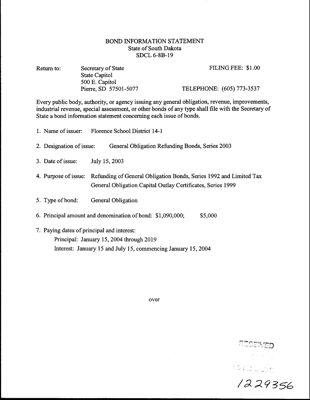 BOND INFORMATION STATEMENT
State of South Dakota
SDCL 6-8B-19
Return to: Secretary of State FILING FEE: $1.00
State Capitol
500 E. Capitol
Pierre, SD 57501-5077 TELEPHONE: (605) 773-3537
Every public body, authority, or agency issuing any general obligation, revenue, improvements,
industrial revenue, special assessment, or other bonds of any type shall file with the Secretary of
State a bond information statement concerning each issue of bonds.
1. Name of issuer: Florence School District 14-1
2. Designation of issue: General Obligation Refunding Bonds, Series 2003
3. Date of issue: July 15, 2003
4. Purpose of issue: Refunding of General Obligation Bonds, Series 1992 and Limited Tax
General Obligation Capital Outlay Certificates, Series 1999
5. Type of bond: General Obligation
6. Principal amount and denomination of bond: $1,090,000; $5,000
7. Paying dates of principal and interest:
Principal: January 15, 2004 through 2019
Interest: January 15 and July 15, commencing January 15, 2004
over
RECEIVED
1229356